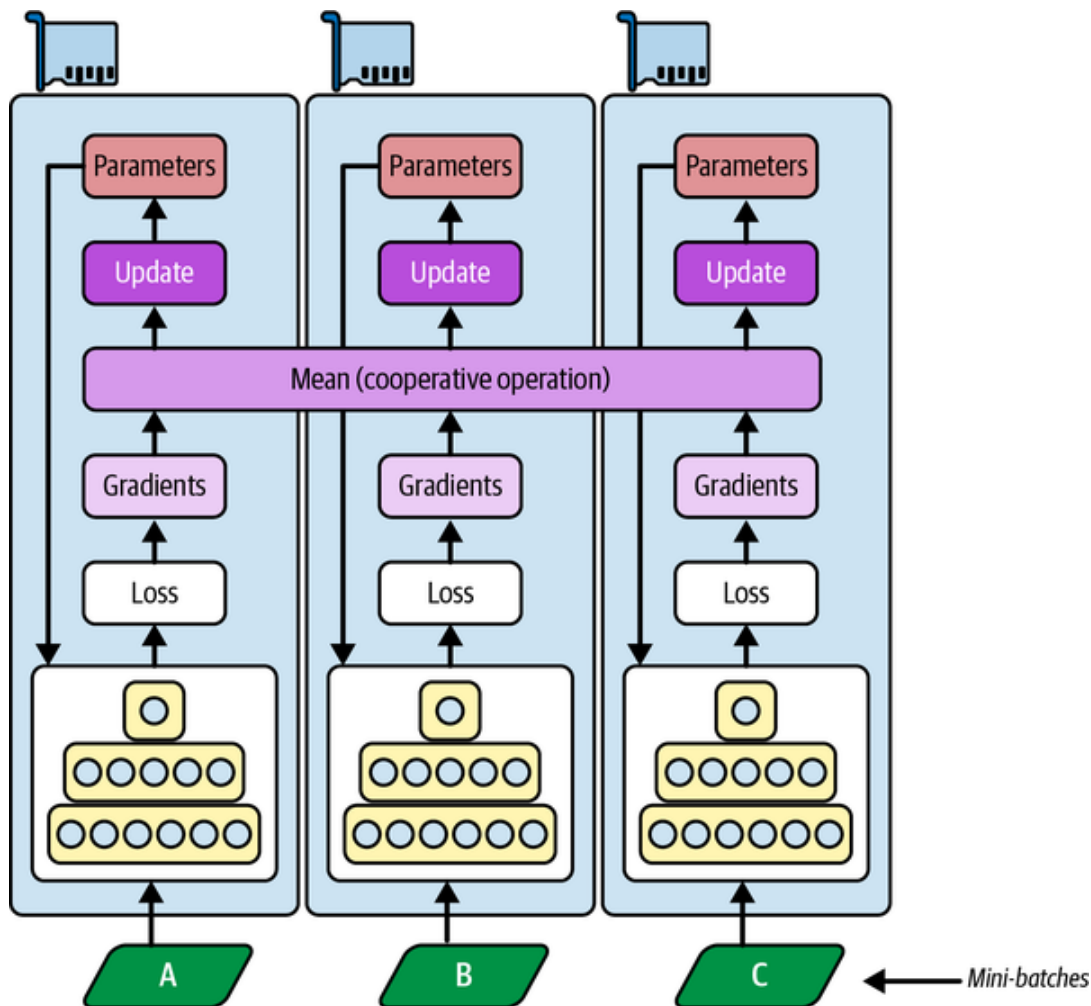 Parameters Parameters Parameters
Update Update Update
Mean (cooperative operation)
Gradients Gradients Gradients
Loss Loss Loss
A B C Mini-batches